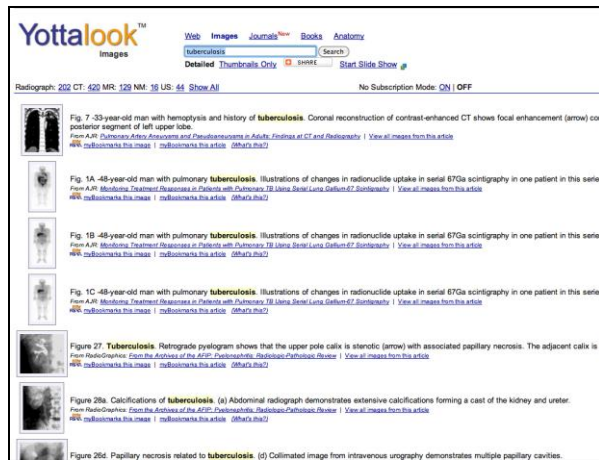 Yottalook™
Images
Web Images Journals New Books Anatomy
tuberculosis Search
Detailed Thumbnails Only SHARE Start Slide Show
Radiograph: 202 CT: 420 MR: 129 NM: 16 US: 44 Show All No Subscription Mode: ON | OFF
Fig. 7 -33-year-old man with hemoptysis and history of tuberculosis. Coronal reconstruction of contrast-enhanced CT shows focal enhancement (arrow) co
posterior segment of left upper lobe.
From AJR: Pulmonary Artery Aneurysms and Pseudoaneurysms in Adults: Findings at CT and Radiography | View all images from this article
myBookmarks this image | myBookmarks this article (What's this?)
Fig. 1A -48-year-old man with pulmonary tuberculosis. Illustrations of changes in radionuclide uptake in serial 67Ga scintigraphy in one patient in this serie
From AJR: Monitoring Treatment Responses in Patients with Pulmonary TB Using Serial Lung Gallium-67 Scintigraphy | View all images from this article
myBookmarks this image | myBookmarks this article (What's this?)
Fig. 1B -48-year-old man with pulmonary tuberculosis. Illustrations of changes in radionuclide uptake in serial 67Ga scintigraphy in one patient in this serie
From AJR: Monitoring Treatment Responses in Patients with Pulmonary TB Using Serial Lung Gallium-67 Scintigraphy | View all images from this article
myBookmarks this image | myBookmarks this article (What's this?)
Fig. 1C -48-year-old man with pulmonary tuberculosis. Illustrations of changes in radionuclide uptake in serial 67Ga scintigraphy in one patient in this serie
From AJR: Monitoring Treatment Responses in Patients with Pulmonary TB Using Serial Lung Gallium-67 Scintigraphy | View all images from this article
myBookmarks this image | myBookmarks this article (What's this?)
Figure 27. Tuberculosis. Retrograde pyelogram shows that the upper pole calix is stenotic (arrow) with associated papillary necrosis. The adjacent calix is
From RadioGraphics: From the Archives of the AFIP: Pyelonephritis: Radiologic-Pathologic Review | View all images from this article
myBookmarks this image | myBookmarks this article (What's this?)
Figure 28a. Calcifications of tuberculosis. (a) Abdominal radiograph demonstrates extensive calcifications forming a cast of the kidney and ureter.
From RadioGraphics: From the Archives of the AFIP: Pyelonephritis: Radiologic-Pathologic Review | View all images from this article
myBookmarks this image | myBookmarks this article (What's this?)
Figure 26d. Papillary necrosis related to tuberculosis. (d) Collimated image from intravenous urography demonstrates multiple papillary cavities.